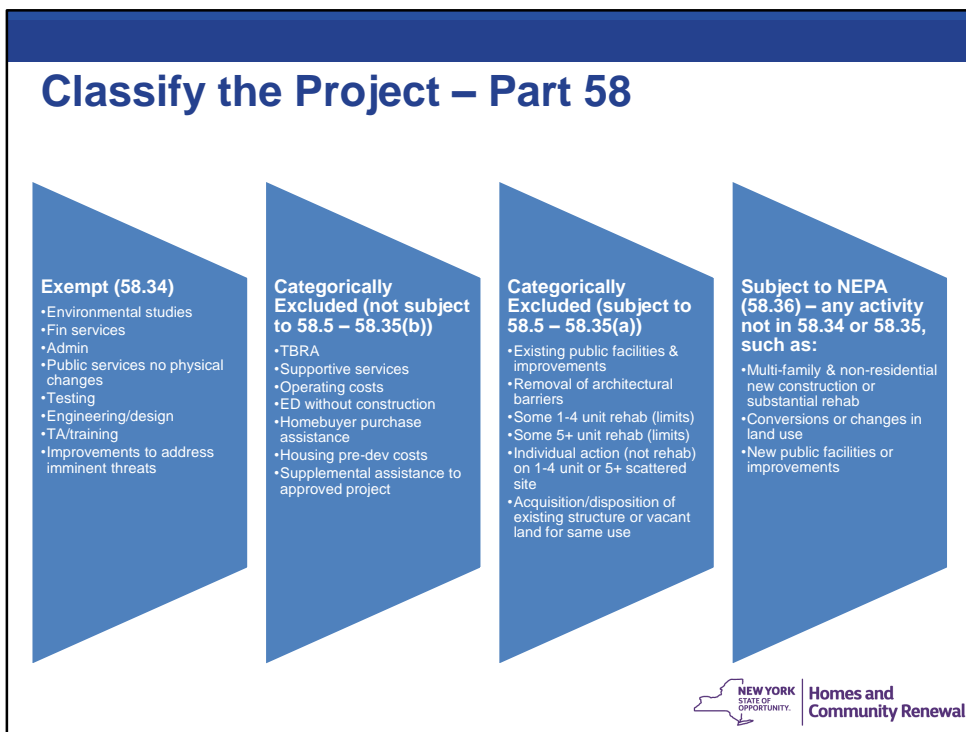 Classify the Project – Part 58
Exempt (58.34)
•Environmental studies
•Fin services
•Admin
•Public services no physical
changes
•Testing
•Engineering/design
•TA/training
•Improvements to address
imminent threats
Categorically
Excluded (not subject
to 58.5 – 58.35(b))
•TBRA
•Supportive services
•Operating costs
•ED without construction
•Homebuyer purchase
assistance
•Housing pre-dev costs
•Supplemental assistance to
approved project
Categorically
Excluded (subject to
58.5 – 58.35(a))
•Existing public facilities &
improvements
•Removal of architectural
barriers
•Some 1-4 unit rehab (limits)
•Some 5+ unit rehab (limits)
•Individual action (not rehab)
on 1-4 unit or 5+ scattered
site
•Acquisition/disposition of
existing structure or vacant
land for same use
Subject to NEPA
(58.36) – any activity
not in 58.34 or 58.35,
such as:
•Multi-family & non-residential
new construction or
substantial rehab
•Conversions or changes in
land use
•New public facilities or
improvements
NEW YORK
STATE OF
OPPORTUNITY.
Homes and
Community Renewal